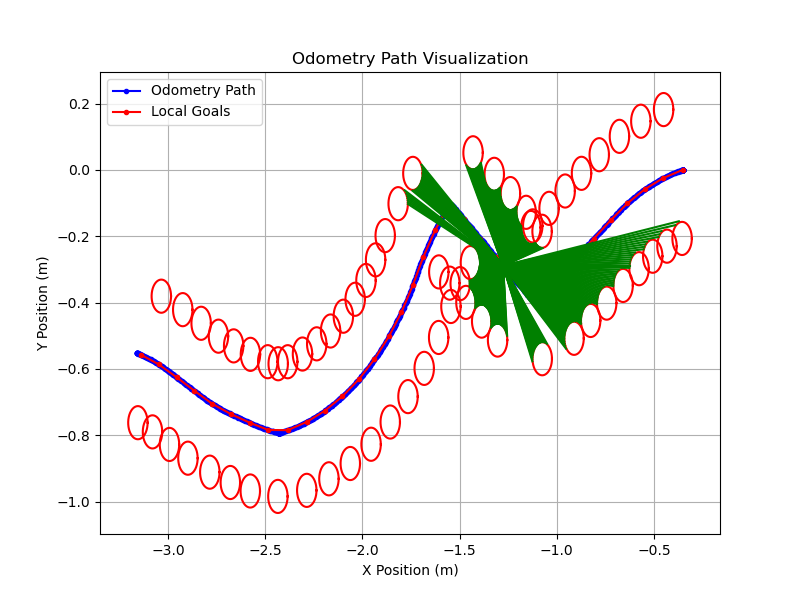 Odometry Path Visualization
Odometry Path
Local Goals
Y Position (m)
0.2
0.0
−0.2
−0.4
−0.6
−0.8
−1.0
−3.0 −2.5 −2.0 −1.5 −1.0 −0.5
X Position (m)